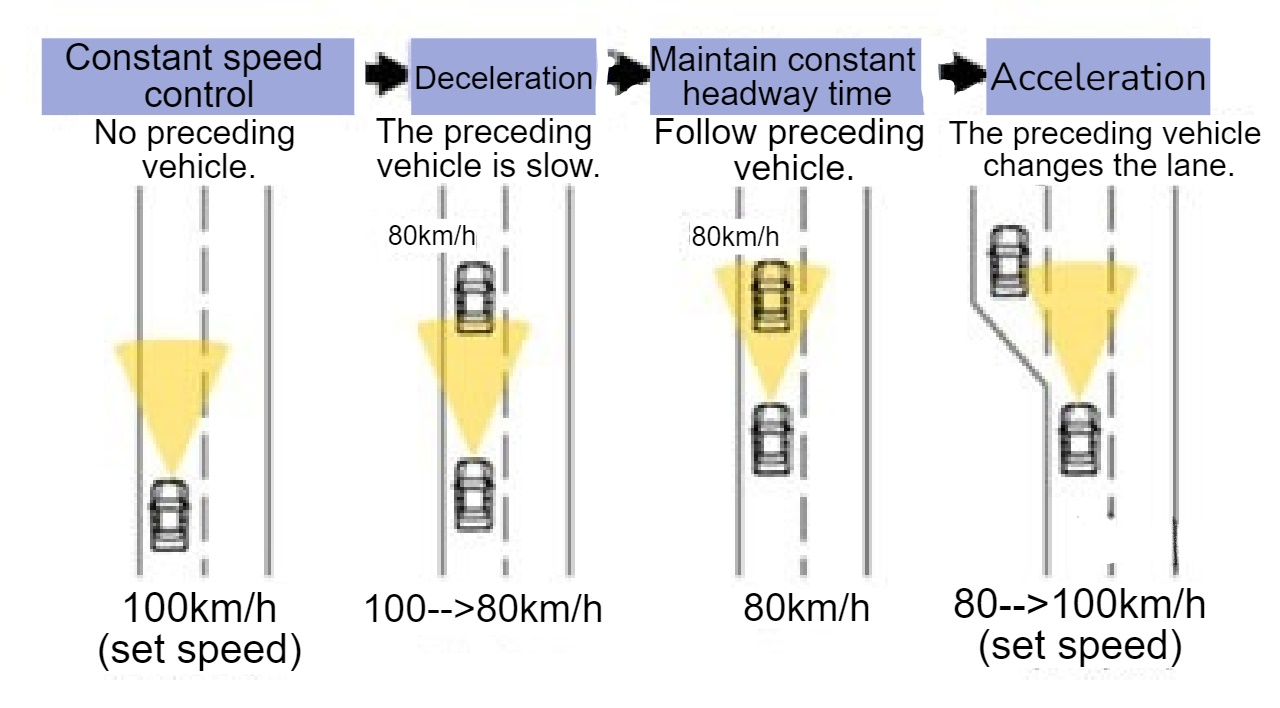 Constant speed
control
Deceleration
Maintain constant
headway time
Acceleration
No preceding
vehicle.
The preceding
vehicle is slow.
Follow preceding
vehicle.
The preceding vehicle
changes the lane.
80km/h
80km/h
100km/h
(set speed)
100-->80km/h
80km/h
80-->100km/h
(set speed)